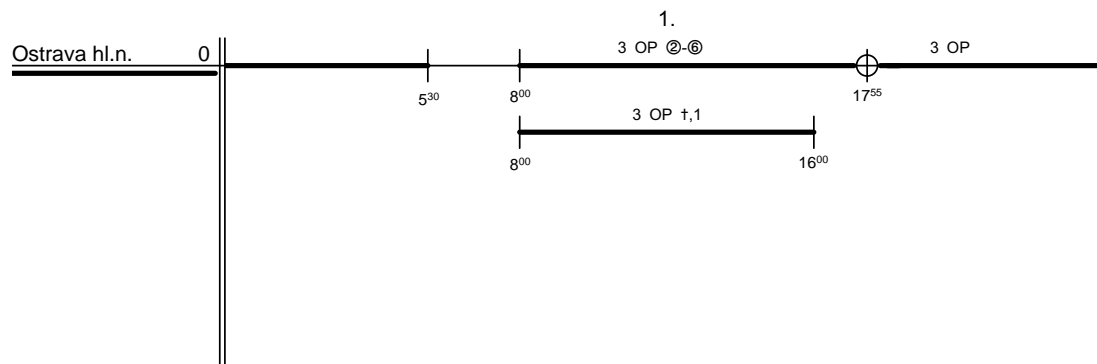 1.
Ostrava hl.n. 0 3 OP ②-⑥ 3 OP
5³⁰ 8⁰⁰ 17⁵⁵
3 OP †,1
8⁰⁰ 16⁰⁰